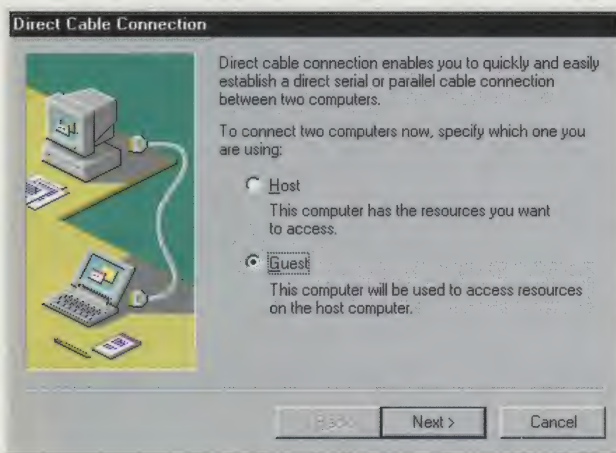 Direct Cable Connection
Direct cable connection enables you to quickly and easily
establish a direct serial or parallel cable connection
between two computers.
To connect two computers now, specify which one you
are using:
Host
This computer has the resources you want
to access.
Guest
This computer will be used to access resources
on the host computer.
< Back
Next >
Cancel